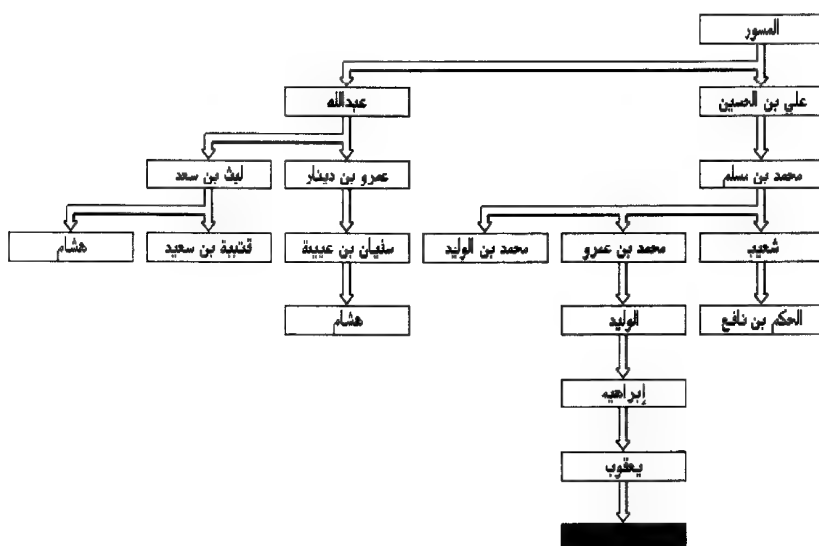 المسور
علي بن الحسين
عبدالله
محمد بن مسلم
عمرو بن دينار
ليث بن سعد
شعيب
محمد بن عمرو
محمد بن الوليد
سفيان بن عيينة
قتيبة بن سعيد
هشام
الحكم بن نافع
الوليد
هشام
إبراهيم
يعقوب